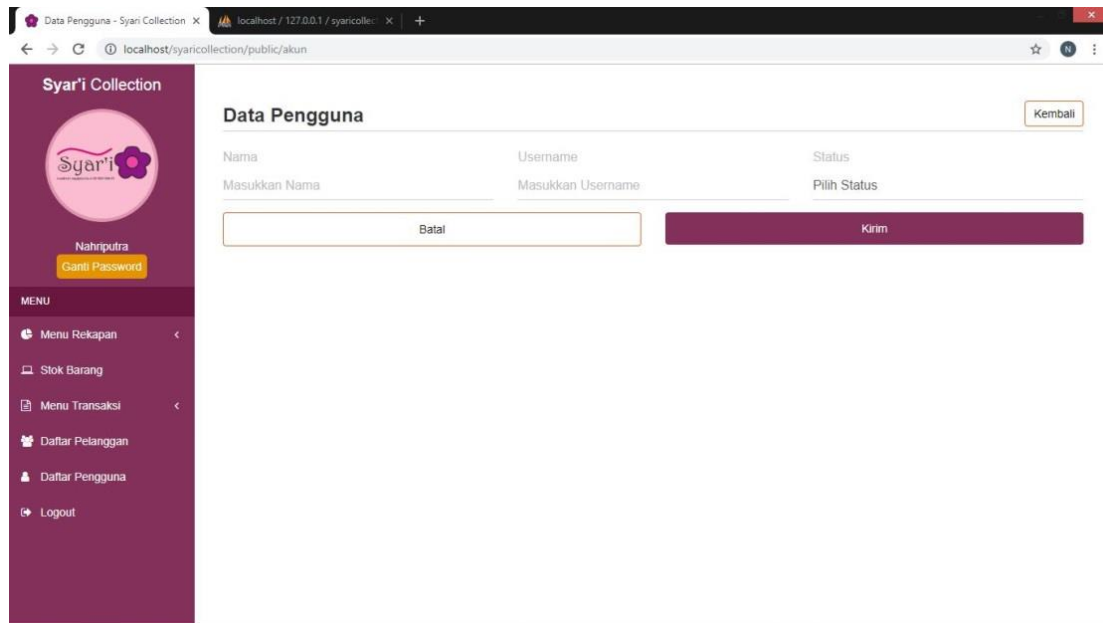 Data Pengguna - Syari Collection
localhost / 127.0.0.1 / syaricollec
localhost/syaricollection/public/akun
N
Syar'i Collection
Syar'i
Nahriputra
Ganti Password
MENU
Menu Rekapan
Stok Barang
Menu Transaksi
Daftar Pelanggan
Daftar Pengguna
Logout
Data Pengguna
Kembali
Nama Username Status
Masukkan Nama Masukkan Username Pilih Status
Batal Kirim